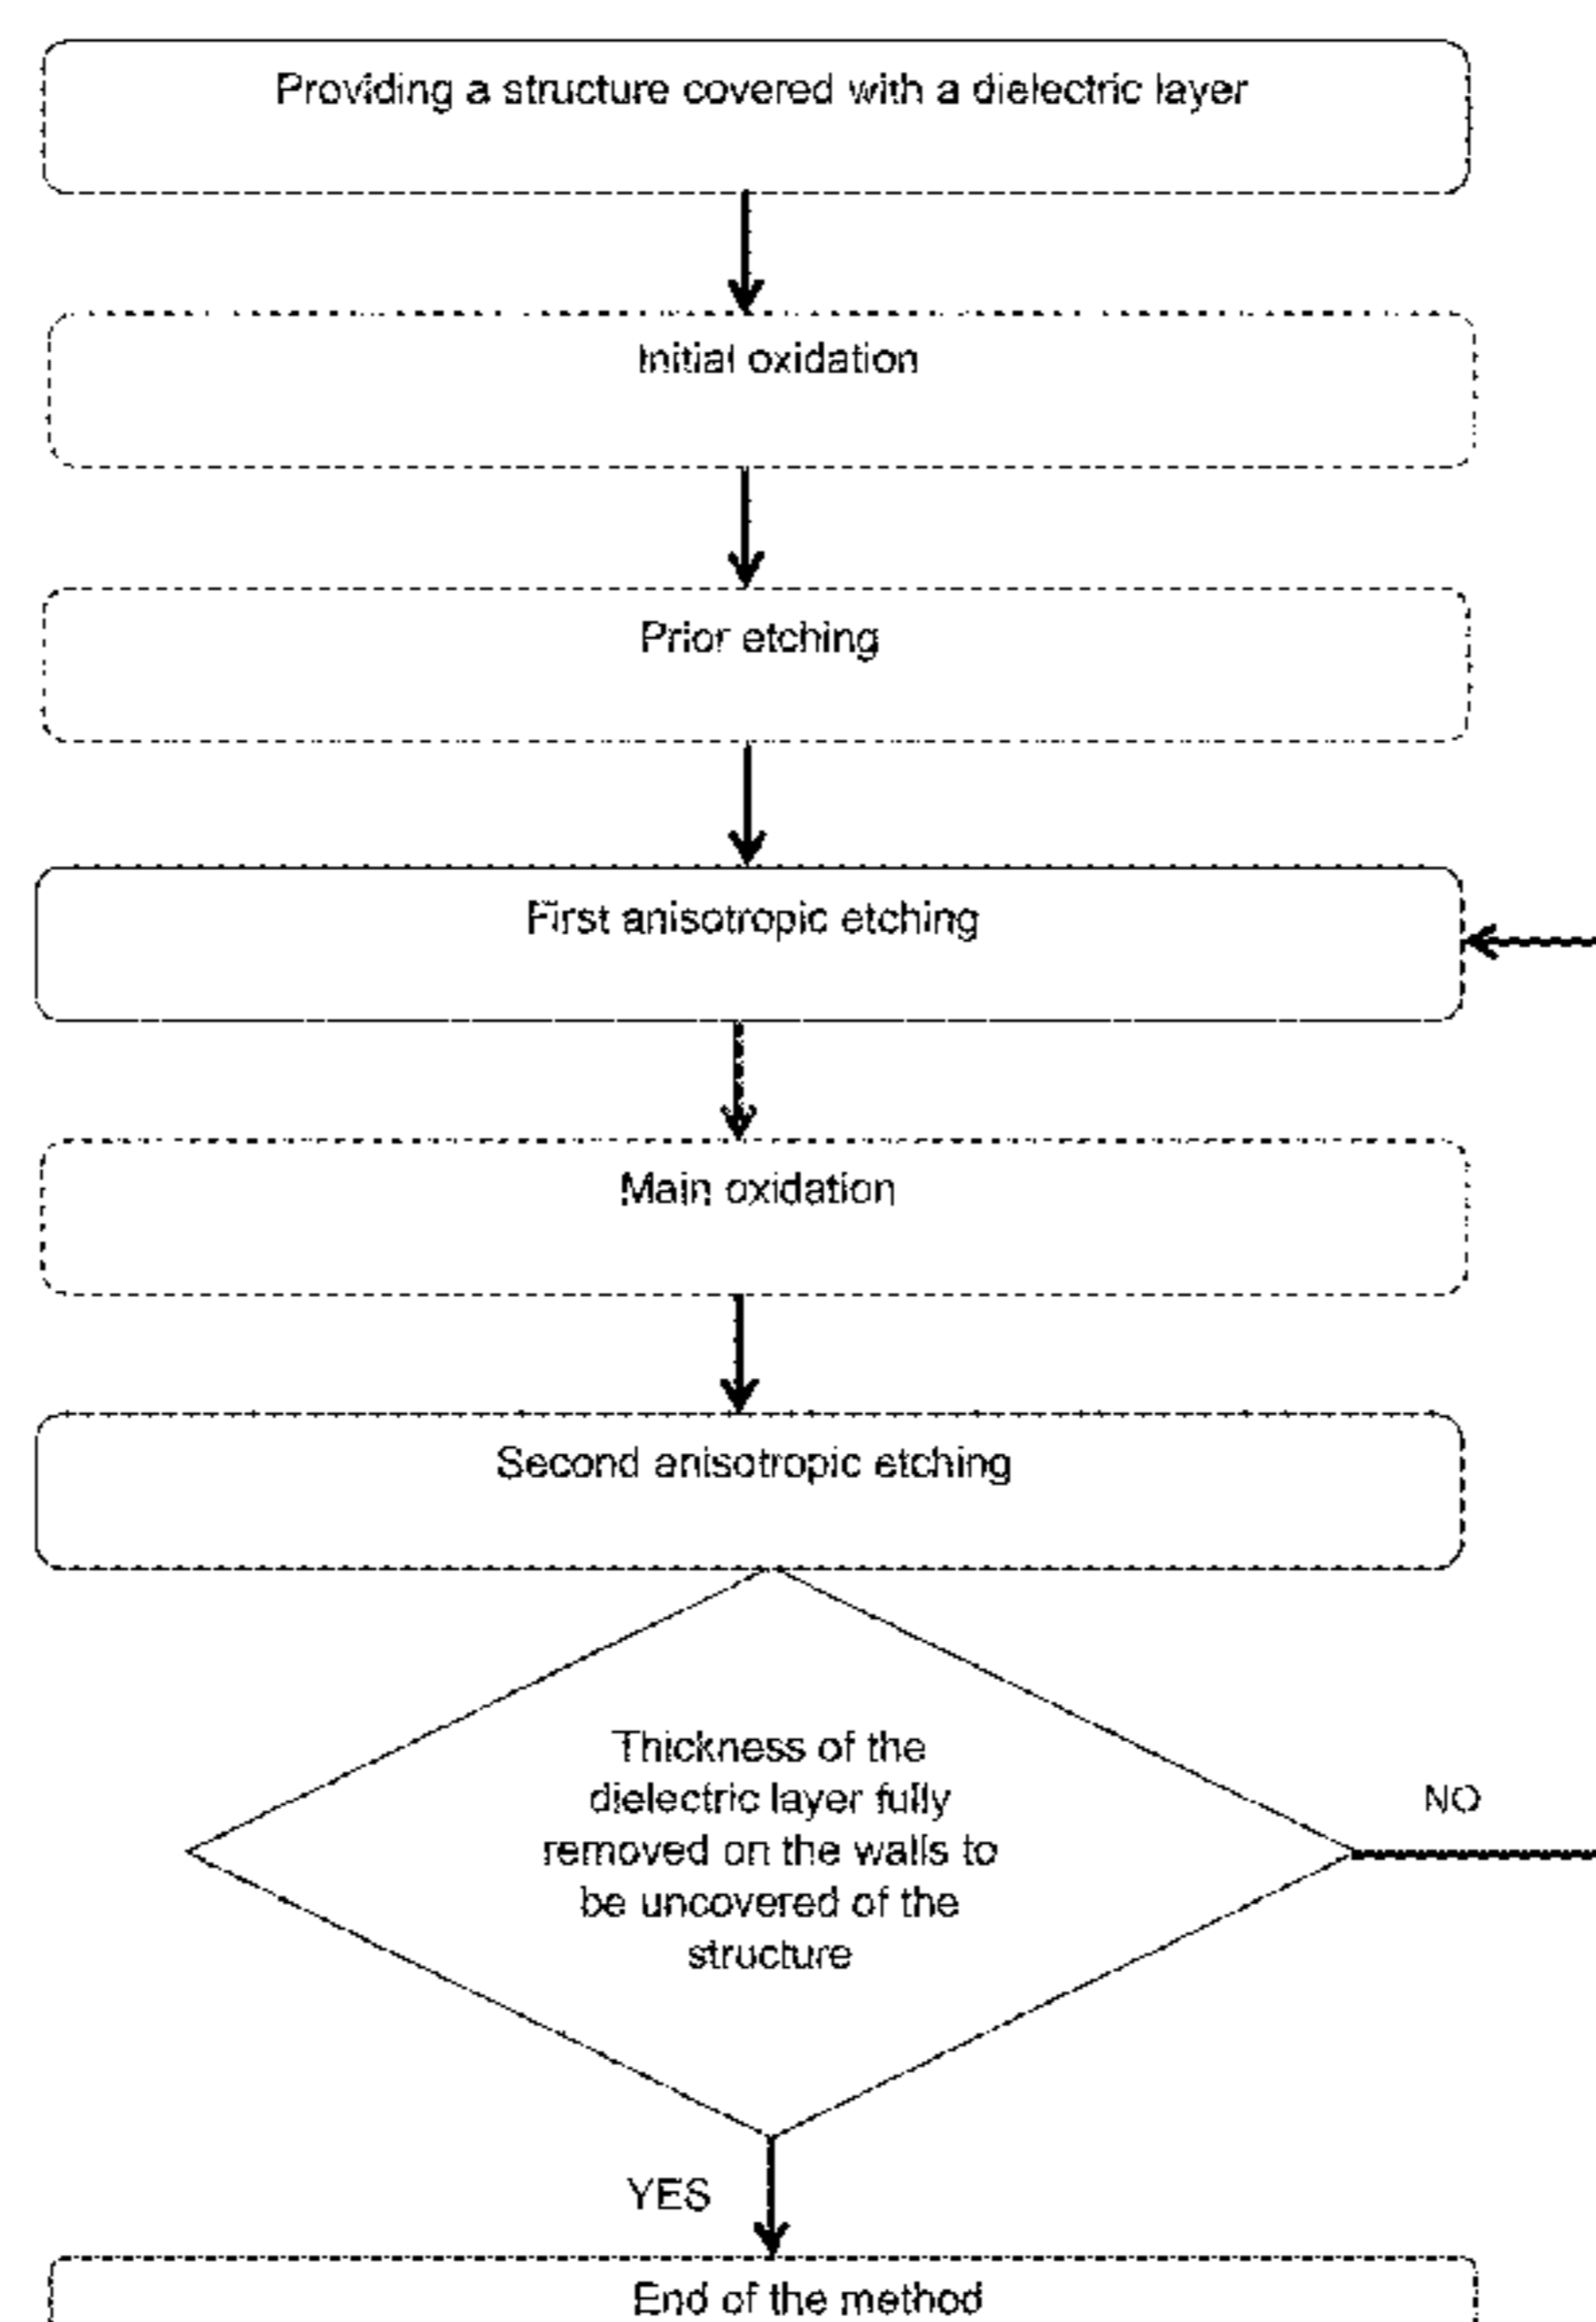 Providing a structure covered with a dielectric layer
Initial oxidation
Prior etching
First anisotropic etching
Main oxidation
Second anisotropic etching
Thickness of the
dielectric layer fully
removed on the walls to
be uncovered of the
structure
NO
YES
End of the method